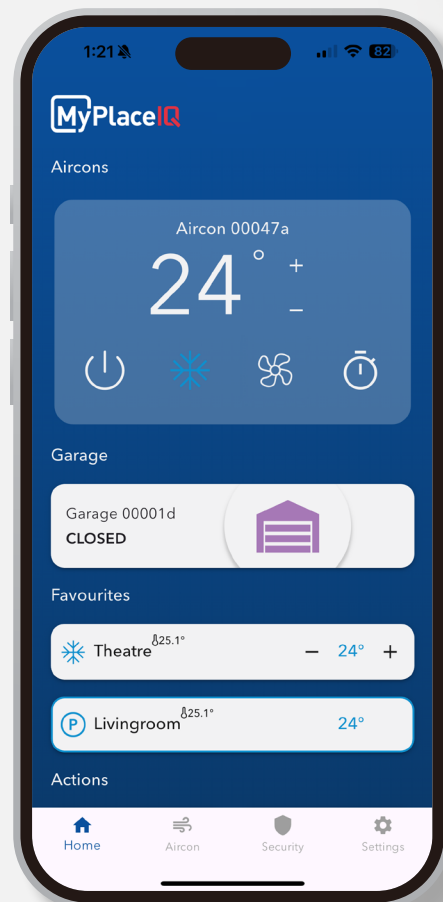 1:21
82
MyPlaceIQ
Aircons
Aircon 00047a
24°
+
−
Garage
Garage 00001d
CLOSED
Favourites
Theatre 25.1°
− 24° +
P Livingroom 25.1°
24°
Actions
Home Aircon Security Settings